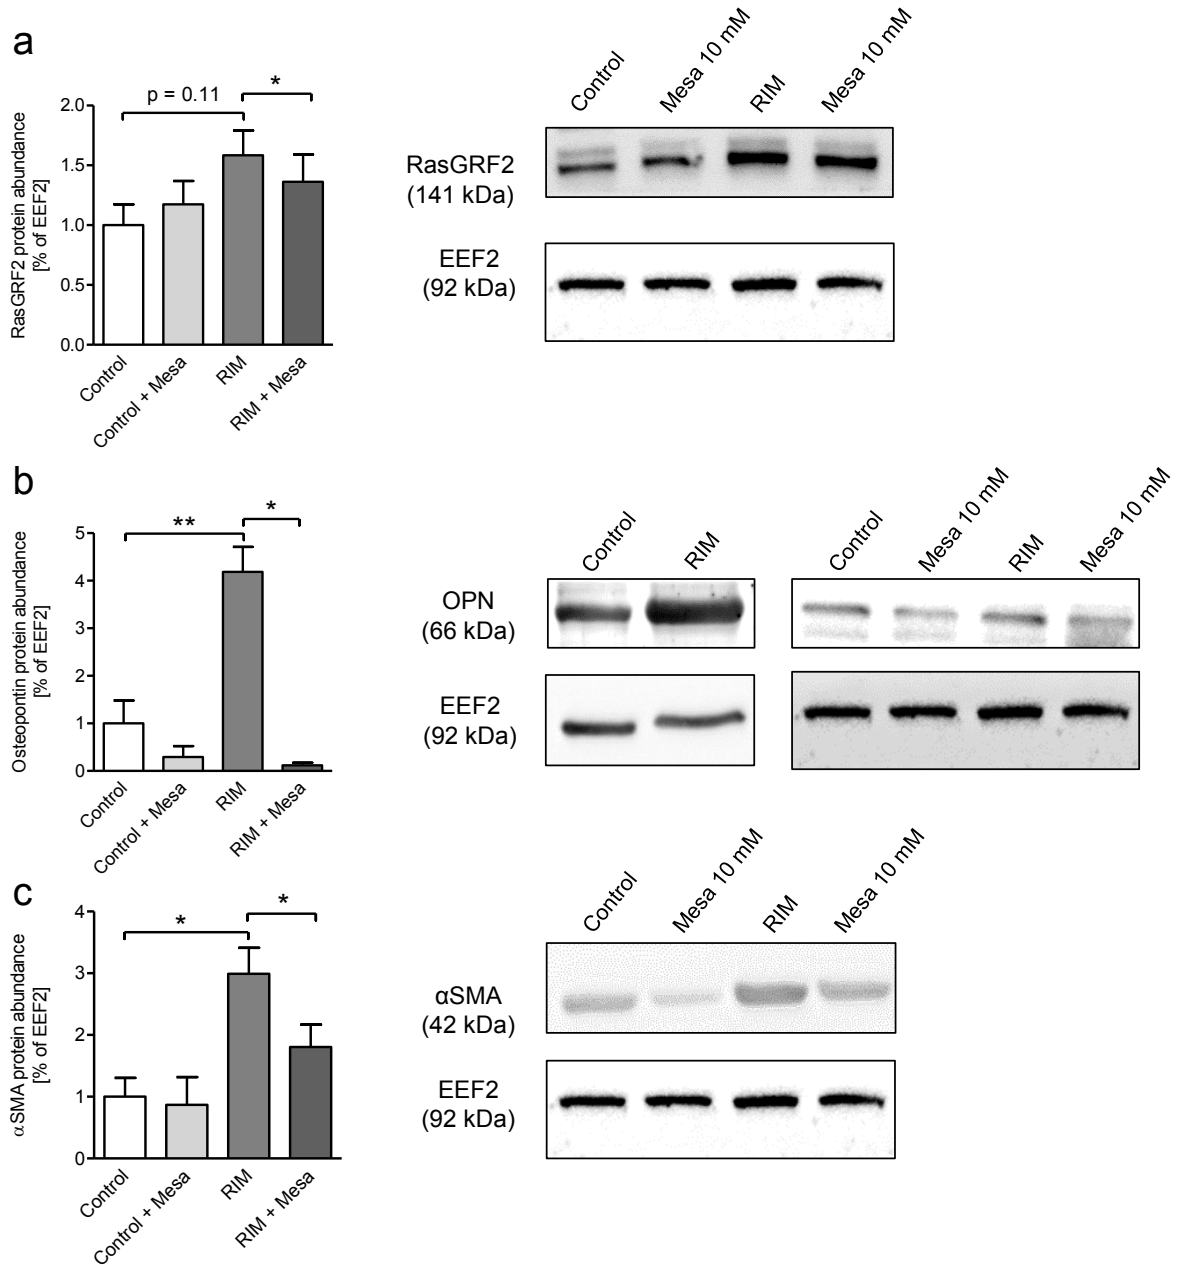 a
RasGRF2 protein abundance
[% of EEF2]
2.0
1.5
1.0
0.5
0.0
p = 0.11
*
Control
Control + Mesa
RIM
RIM + Mesa
Control
Mesa 10 mM
RIM
Mesa 10 mM
RasGRF2
(141 kDa)
EEF2
(92 kDa)
b
Osteopontin protein abundance
[% of EEF2]
5
4
3
2
1
0
**
*
Control
Control + Mesa
RIM
RIM + Mesa
Control
RIM
Control
Mesa 10 mM
RIM
Mesa 10 mM
OPN
(66 kDa)
EEF2
(92 kDa)
c
αSMA protein abundance
[% of EEF2]
4
3
2
1
0
*
*
Control
Control + Mesa
RIM
RIM + Mesa
Control
Mesa 10 mM
RIM
Mesa 10 mM
αSMA
(42 kDa)
EEF2
(92 kDa)